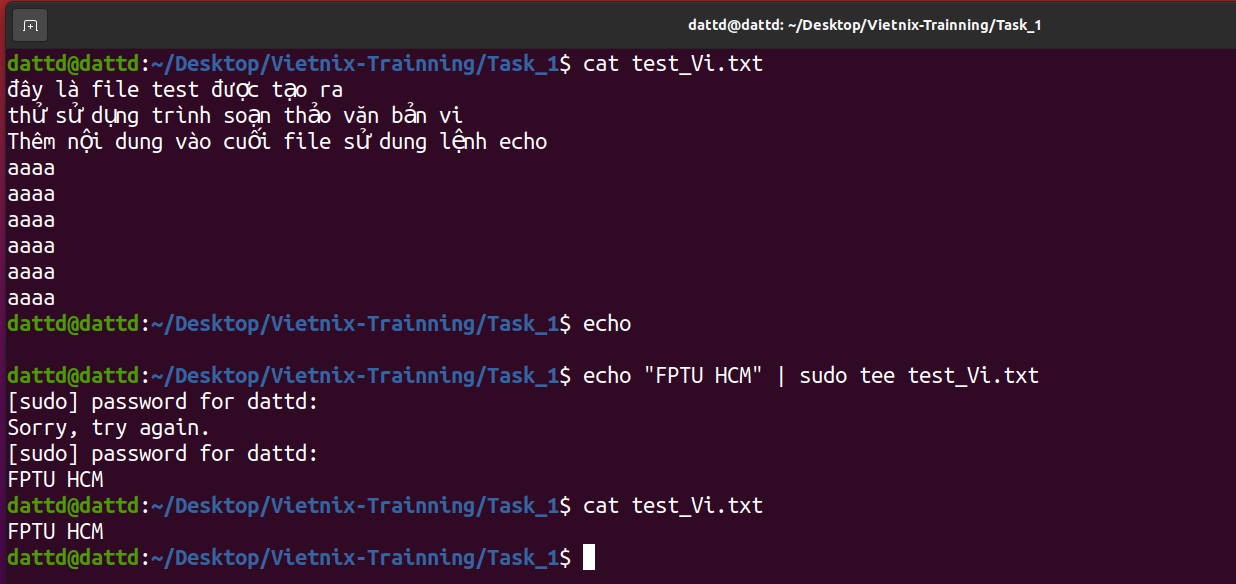 dattd@dattd: ~/Desktop/Vietnix-Trainning/Task_1
dattd@dattd:~/Desktop/Vietnix-Trainning/Task_1$ cat test_Vi.txt
đây là file test được tạo ra
thử sử dụng trình soạn thảo văn bản vi
Thêm nội dung vào cuối file sử dung lệnh echo
aaaa
aaaa
aaaa
aaaa
aaaa
aaaa
dattd@dattd:~/Desktop/Vietnix-Trainning/Task_1$ echo
dattd@dattd:~/Desktop/Vietnix-Trainning/Task_1$ echo "FPTU HCM" | sudo tee test_Vi.txt
[sudo] password for dattd:
Sorry, try again.
[sudo] password for dattd:
FPTU HCM
dattd@dattd:~/Desktop/Vietnix-Trainning/Task_1$ cat test_Vi.txt
FPTU HCM
dattd@dattd:~/Desktop/Vietnix-Trainning/Task_1$